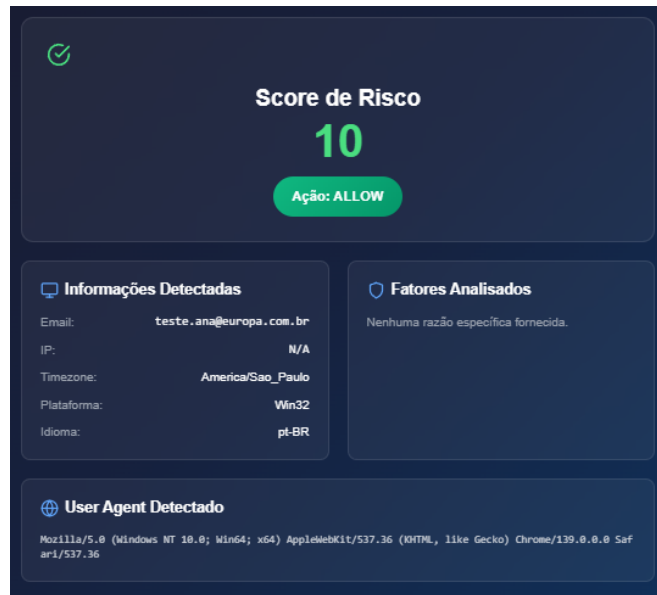 Score de Risco
10
Ação: ALLOW
Informações Detectadas
Email: teste.ana@europa.com.br
IP: N/A
Timezone: America/Sao_Paulo
Plataforma: Win32
Idioma: pt-BR
Fatores Analisados
Nenhuma razão específica fornecida.
User Agent Detectado
Mozilla/5.0 (Windows NT 10.0; Win64; x64) AppleWebKit/537.36 (KHTML, like Gecko) Chrome/139.0.0.0 Saf
ari/537.36